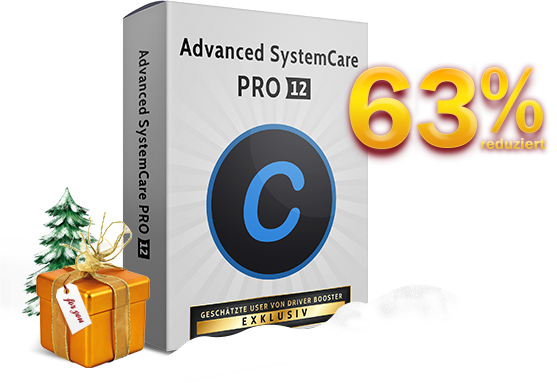 Advanced SystemCare
PRO 12
Advanced SystemCare PRO 12
63%
reduziert
C
for you
GESCHÄTZTE USER VON DRIVER BOOSTER
EXKLUSIV